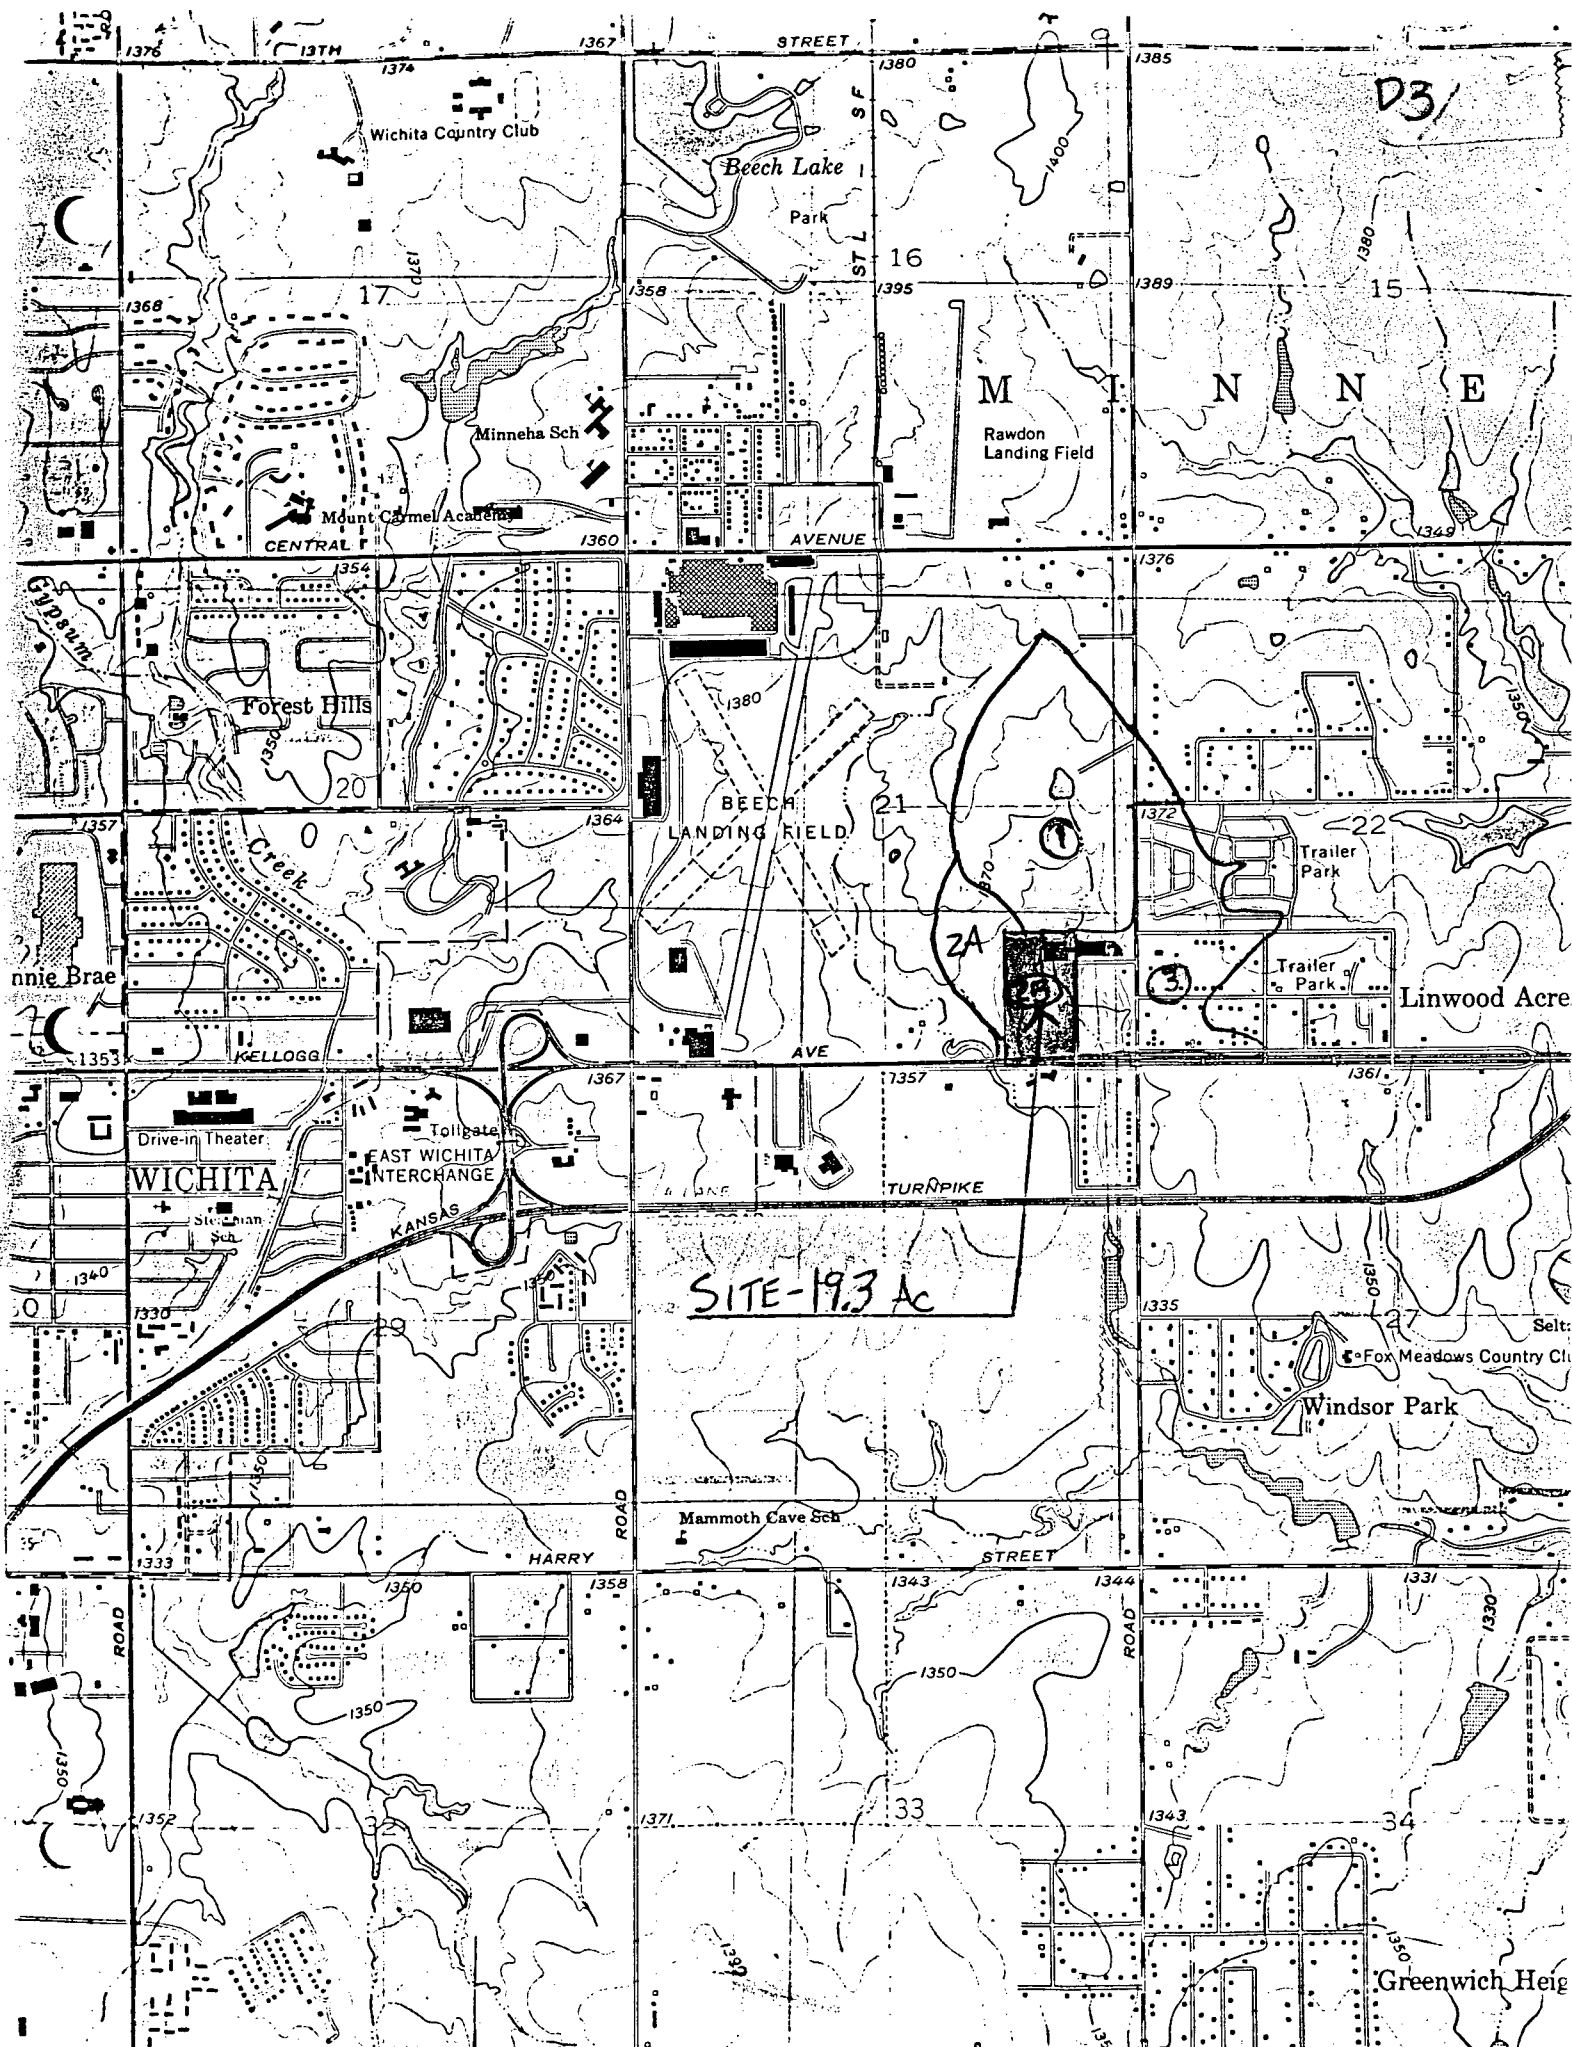 1376
13TH
1374
1367
STREET
1380
1385
D3
Wichita Country Club
Beech Lake
Park
ST L
S F
1400
16
1380
15
17
1370
1368
1358
1395
1389
M I N N E
Minneha Sch
Rawdon
Landing Field
Mount Carmel Academy
CENTRAL
1360
AVENUE
1349
1354
1376
Gypsum
Forest Hills
1350
1380
1350
20
BEECH
LANDING FIELD
21
1
1357
1364
1372
22
Creek
Trailer
Park
1370
2A
2B
3
Trailer
Park
nnie Brae
Linwood Acre
1353
KELLOGG
AVE
1367
1357
1361
Drive-in Theater
Tollgate
EAST WICHITA
INTERCHANGE
WICHITA
KANSAS
TURNPIKE
Sch
1340
1350
1350
SITE-19.3 Ac
1330
29
1335
27
Selt
Fox Meadows Country Cl
Windsor Park
1350
ROAD
Mammoth Cave Sch
HARRY
STREET
1333
1350
1358
1343
1344
1331
ROAD
ROAD
1330
1350
1350
1350
1352
32
1371
33
1343
34
1390
1350
Greenwich Heig
135